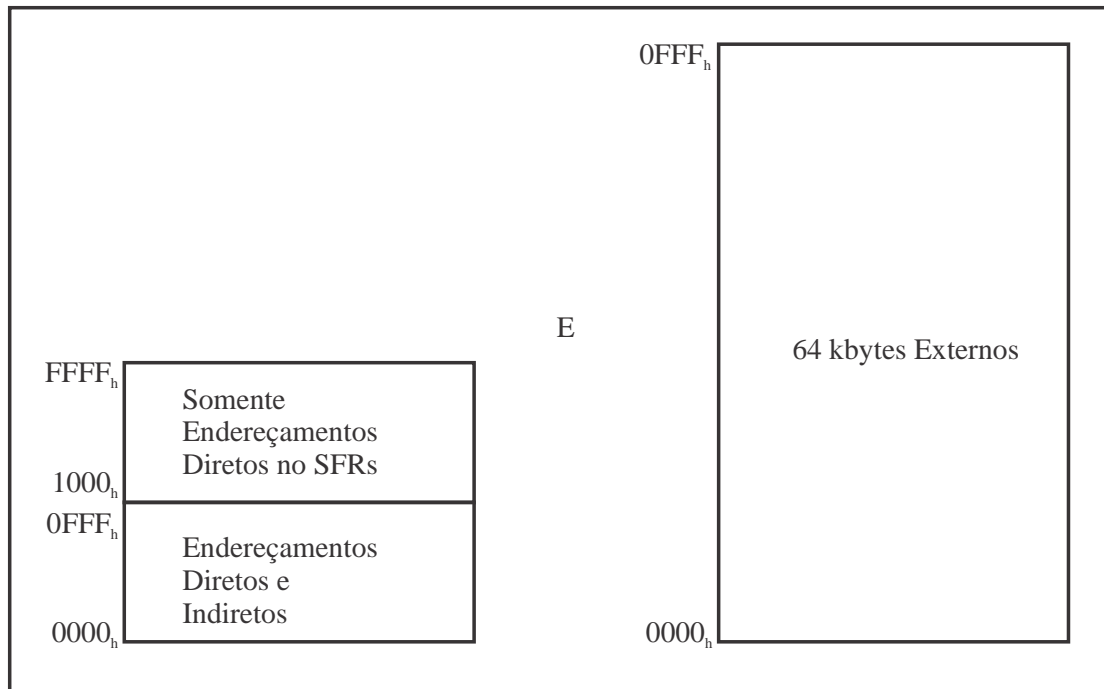 0FFFh
E
64 kbytes Externos
FFFFh
Somente
Endereçamentos
Diretos no SFRs
1000h
0FFFh
Endereçamentos
Diretos e
Indiretos
0000h
0000h